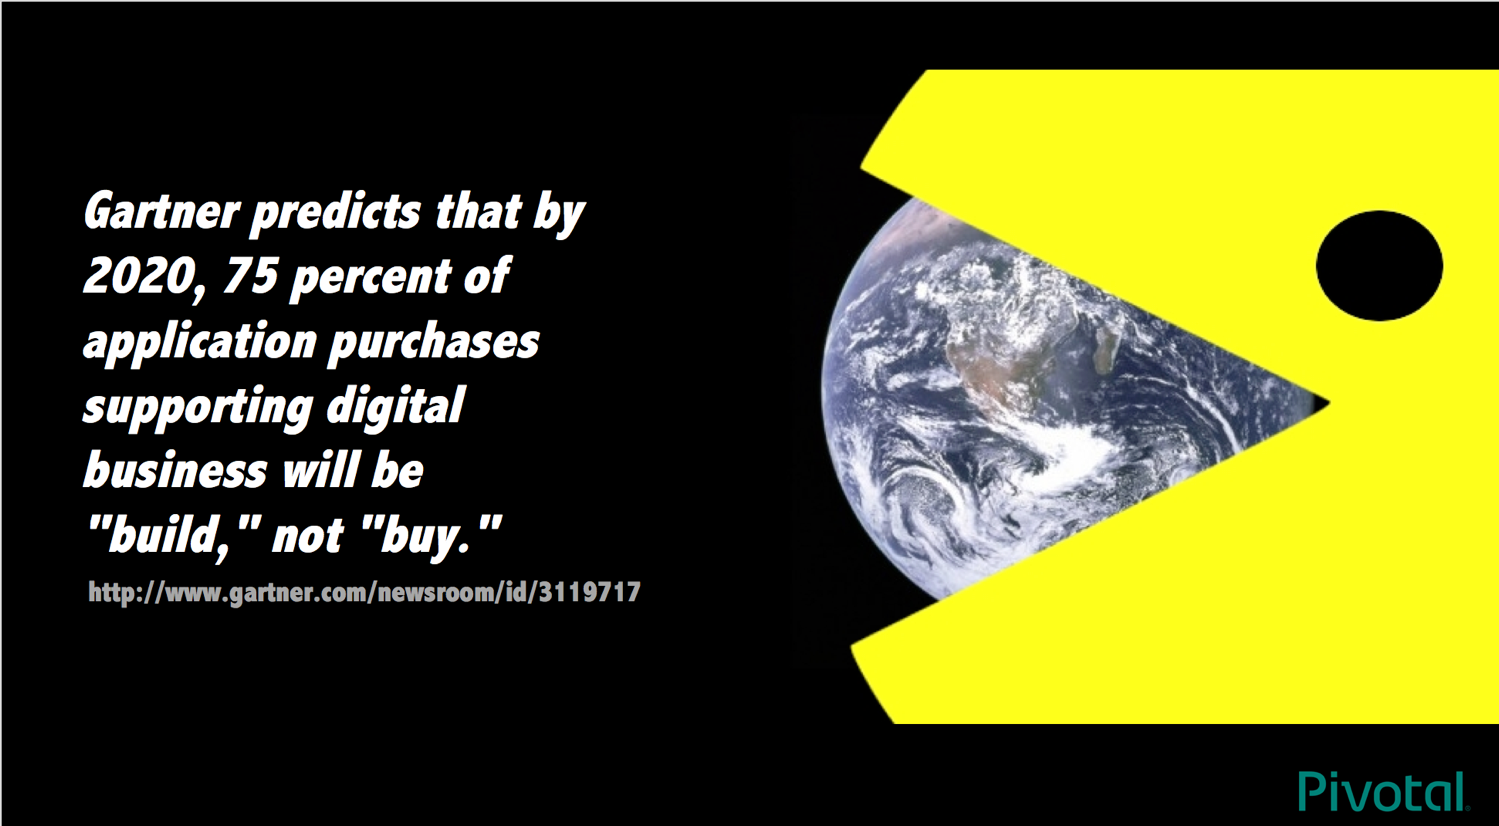 Gartner predicts that by
2020, 75 percent of
application purchases
supporting digital
business will be
"build," not "buy."
http://www.gartner.com/newsroom/id/3119717
Pivotal